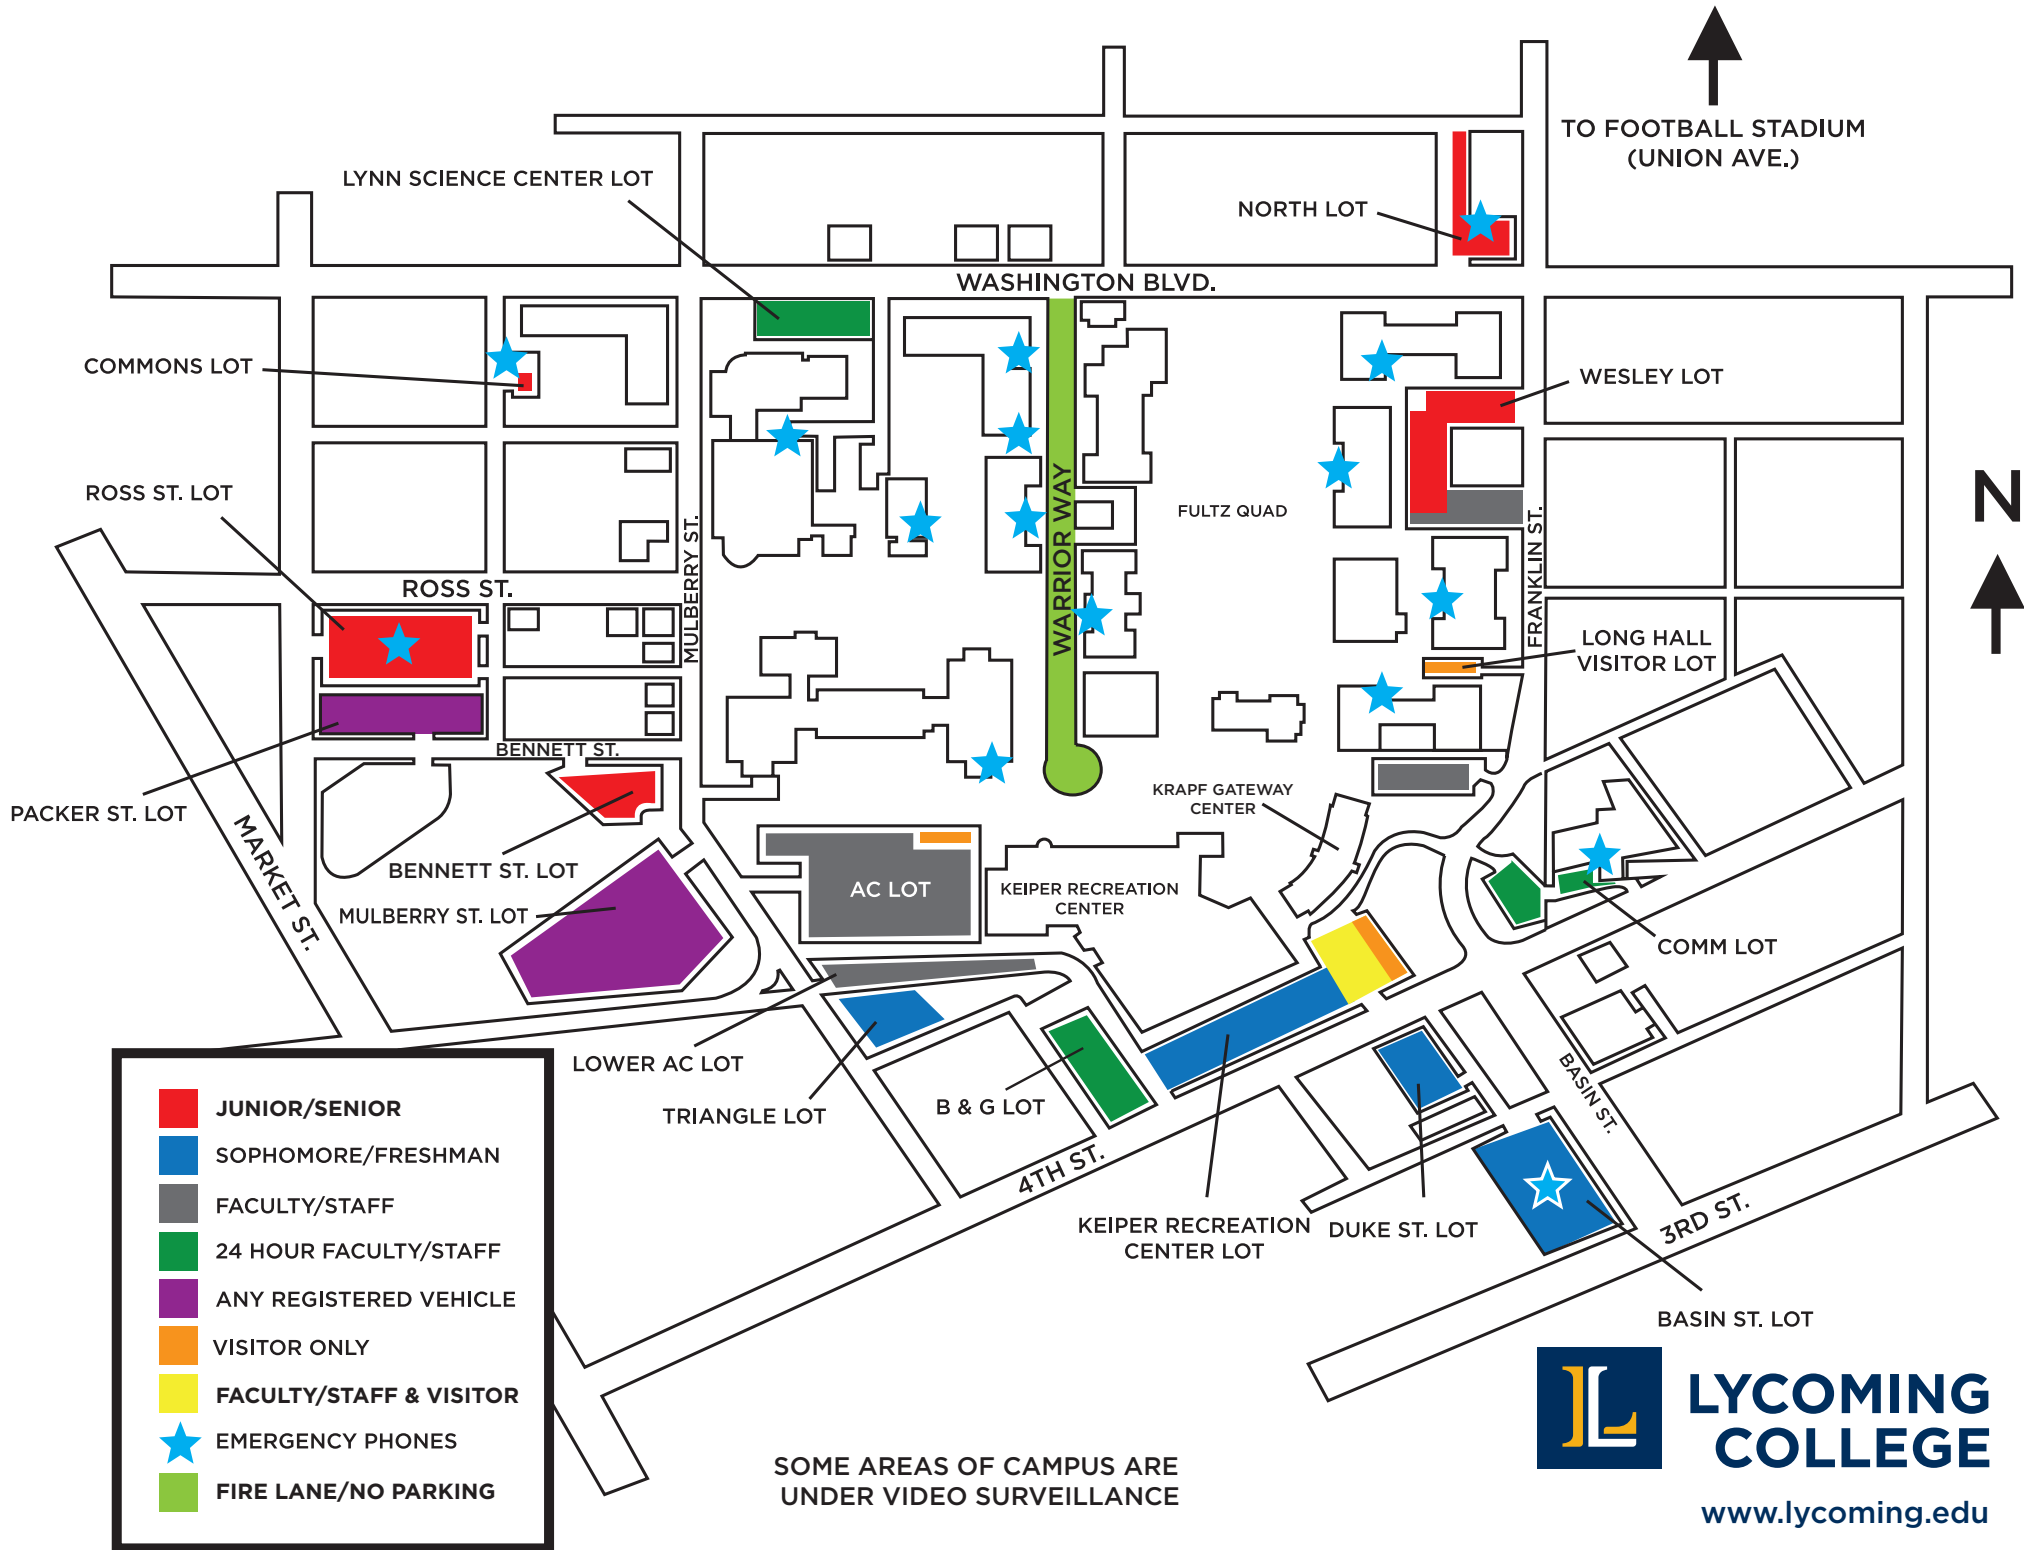 TO FOOTBALL STADIUM
(UNION AVE.)
LYNN SCIENCE CENTER LOT
NORTH LOT
WASHINGTON BLVD.
COMMONS LOT
WESLEY LOT
ROSS ST. LOT
N
FULTZ QUAD
WARRIOR WAY
MULBERRY ST.
FRANKLIN ST.
ROSS ST.
LONG HALL
VISITOR LOT
BENNETT ST.
PACKER ST. LOT
KRAPF GATEWAY
CENTER
MARKET ST.
BENNETT ST. LOT
AC LOT
KEIPER RECREATION
CENTER
MULBERRY ST. LOT
COMM LOT
LOWER AC LOT
TRIANGLE LOT
B & G LOT
BASIN ST.
4TH ST.
KEIPER RECREATION
CENTER LOT
DUKE ST. LOT
3RD ST.
BASIN ST. LOT
JUNIOR/SENIOR
SOPHOMORE/FRESHMAN
FACULTY/STAFF
24 HOUR FACULTY/STAFF
ANY REGISTERED VEHICLE
VISITOR ONLY
FACULTY/STAFF & VISITOR
EMERGENCY PHONES
FIRE LANE/NO PARKING
SOME AREAS OF CAMPUS ARE
UNDER VIDEO SURVEILLANCE
L
LYCOMING
COLLEGE
www.lycoming.edu